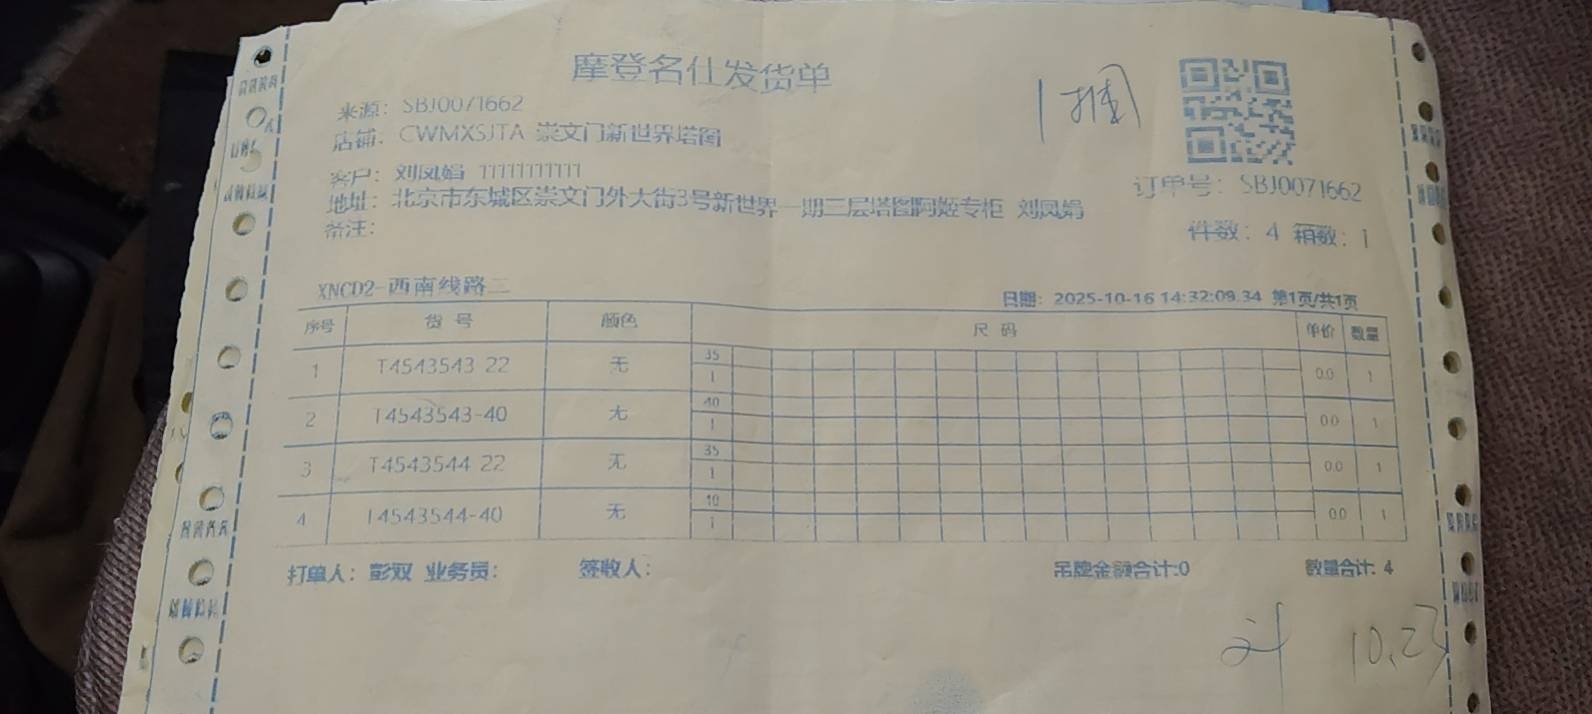 摩登名仕发货单
来源: SBJ0071662
店铺: CWMXSJTA 崇文门新世界塔图
客户: 刘凤娟 11111111111
地址: 北京市东城区崇文门外大街3号新世界一期二层塔图阿姬专柜 刘凤娟
备注:
订单号: SBJ0071662
件数: 4 箱数: 1
XNCD2-西南线路二
日期: 2025-10-16 14:32:09.34 第1页/共1页
序号 货号 颜色 尺码 单价 数量
1 T4543543 22 无 35 1 0.0 1
2 T4543543-40 无 40 1 0.0 1
3 T4543544 22 无 35 1 0.0 1
4 T4543544-40 无 10 1 0.0 1
打单人: 彭双 业务员: 签收人: 吊牌金额合计:0 数量合计: 4
10.23